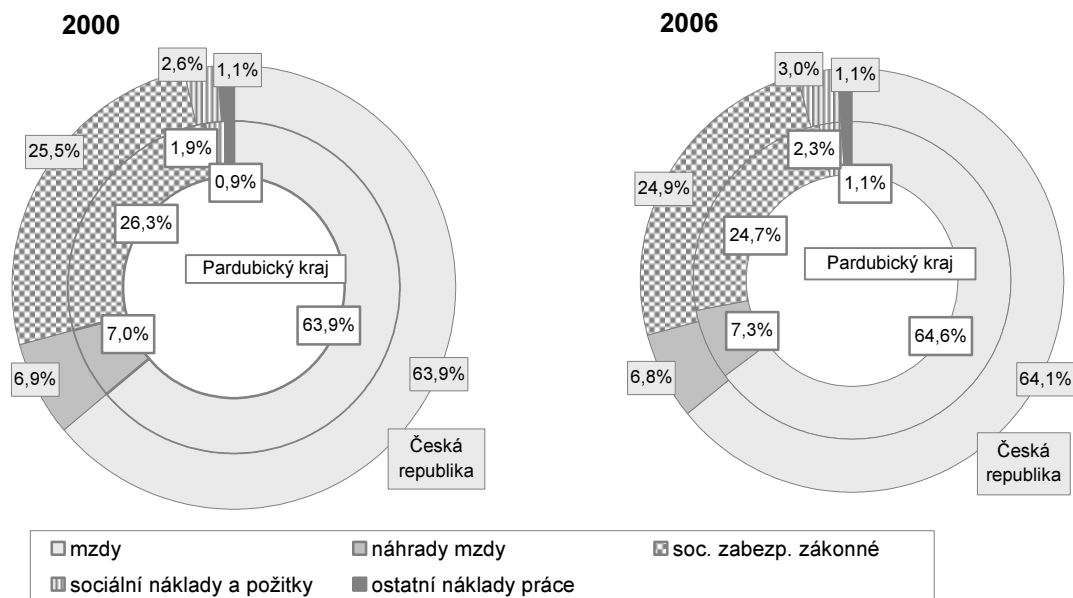 2000
2006
2,6%
1,1%
25,5%
1,9%
0,9%
26,3%
Pardubický kraj
7,0%
63,9%
6,9%
63,9%
Česká
republika
3,0%
1,1%
24,9%
2,3%
1,1%
24,7%
Pardubický kraj
7,3%
64,6%
6,8%
64,1%
Česká
republika
mzdy
náhrady mzdy
soc. zabezp. zákonné
sociální náklady a požitky
ostatní náklady práce